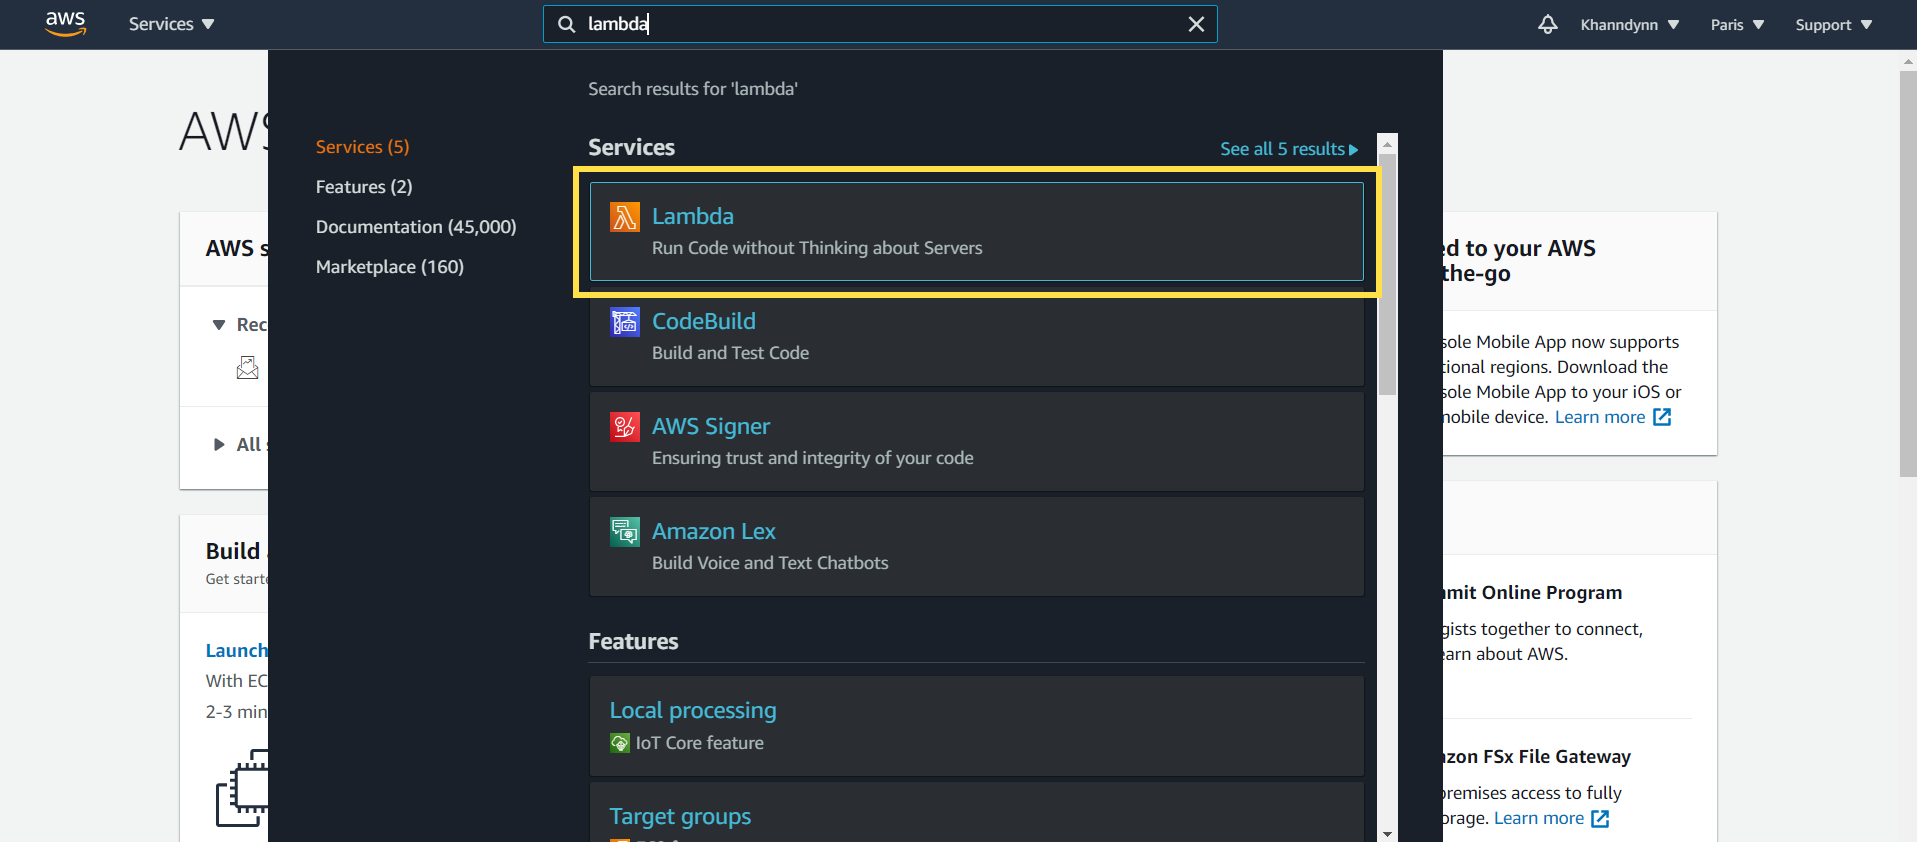 aws
Services
lambda
Khanndynn
Paris
Support
Search results for 'lambda'
AWS
Services (5)
Features (2)
Documentation (45,000)
Marketplace (160)
Services
See all 5 results
Lambda
Run Code without Thinking about Servers
CodeBuild
Build and Test Code
AWS Signer
Ensuring trust and integrity of your code
Amazon Lex
Build Voice and Text Chatbots
Features
Local processing
IoT Core feature
Target groups
AWS s
Rec
All
Build
Get starte
Launch
With EC
2-3 min
ed to your AWS
the-go
sole Mobile App now supports
tional regions. Download the
sole Mobile App to your iOS or
mobile device. Learn more
mmit Online Program
gists together to connect,
earn about AWS.
zon FSx File Gateway
premises access to fully
orage. Learn more